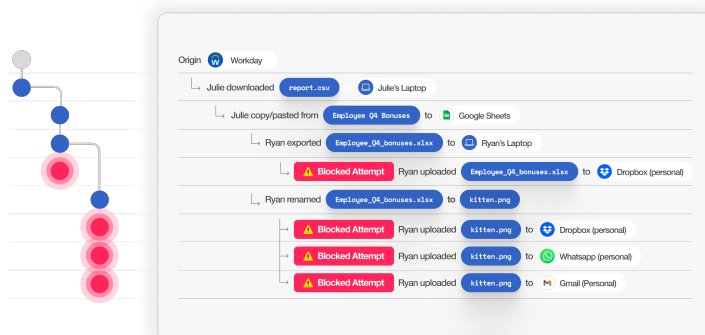 Origin Workday
Julie downloaded report.csv Julie's Laptop
Julie copy/pasted from Employee Q4 Bonuses to Google Sheets
Ryan exported Employee_Q4_bonuses.xlsx to Ryan's Laptop
Blocked Attempt Ryan uploaded Employee_Q4_bonuses.xlsx to Dropbox (personal)
Ryan renamed Employee_Q4_bonuses.xlsx to kitten.png
Blocked Attempt Ryan uploaded kitten.png to Dropbox (personal)
Blocked Attempt Ryan uploaded kitten.png to Whatsapp (personal)
Blocked Attempt Ryan uploaded kitten.png to Gmail (Personal)